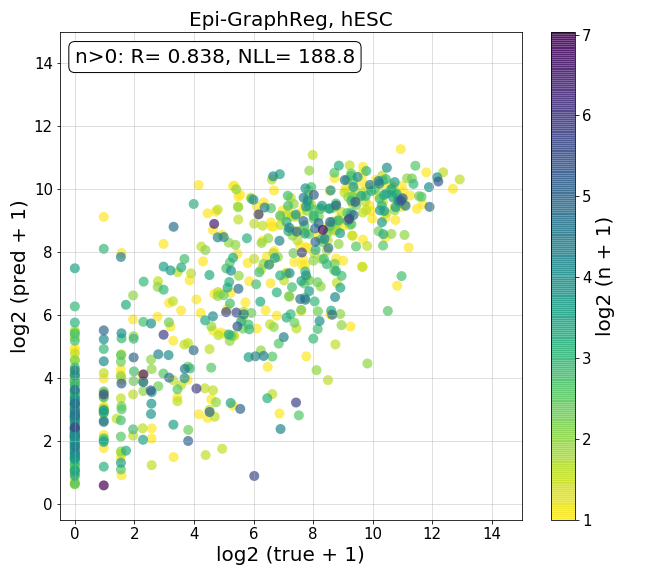 Epi-GraphReg, hESC
n>0: R= 0.838, NLL= 188.8
log2 (pred + 1)
14
12
10
8
6
4
2
0
0 2 4 6 8 10 12 14
log2 (true + 1)
7
6
5
4
3
2
1
log2 (n + 1)